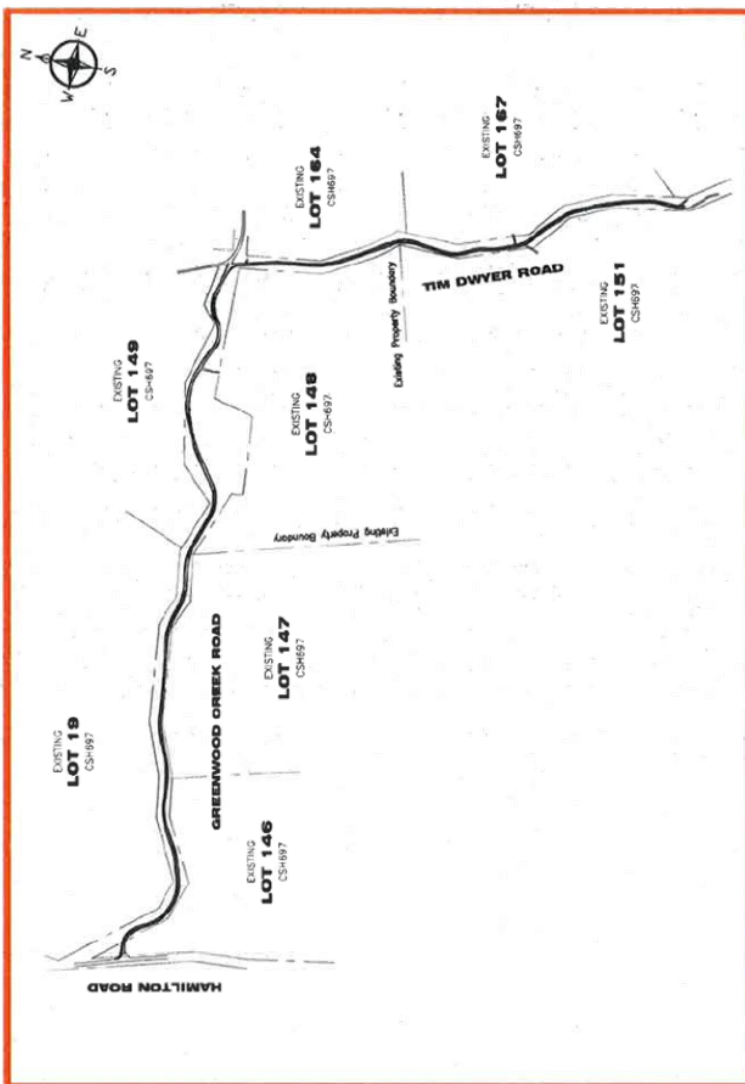 N
E
W
S
EXISTING
LOT 167
CSH697
EXISTING
LOT 164
CSH697
TIM DWYER ROAD
Existing Property Boundary
EXISTING
LOT 151
CSH697
EXISTING
LOT 149
CSH697
EXISTING
LOT 148
CSH697
Existing Property Boundary
GREENWOOD CREEK ROAD
EXISTING
LOT 147
CSH697
EXISTING
LOT 19
CSH697
EXISTING
LOT 146
CSH697
HAMILTON ROAD